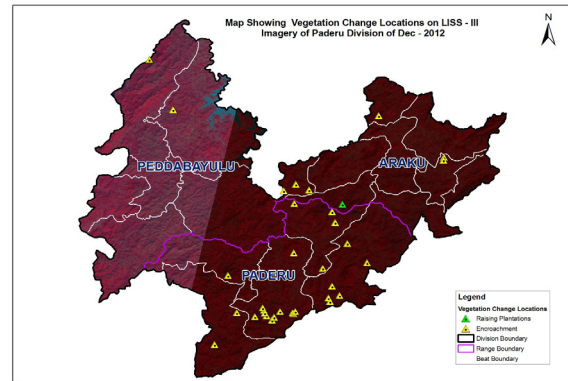 Map Showing Vegetation Change Locations on LISS - III
Imagery of Paderu Division of Dec - 2012
N
PEDDABAYULU
ARAKU
PADERU
Legend
Vegetation Change Locations
Raising Plantations
Encroachment
Division Boundary
Range Boundary
Beat Boundary